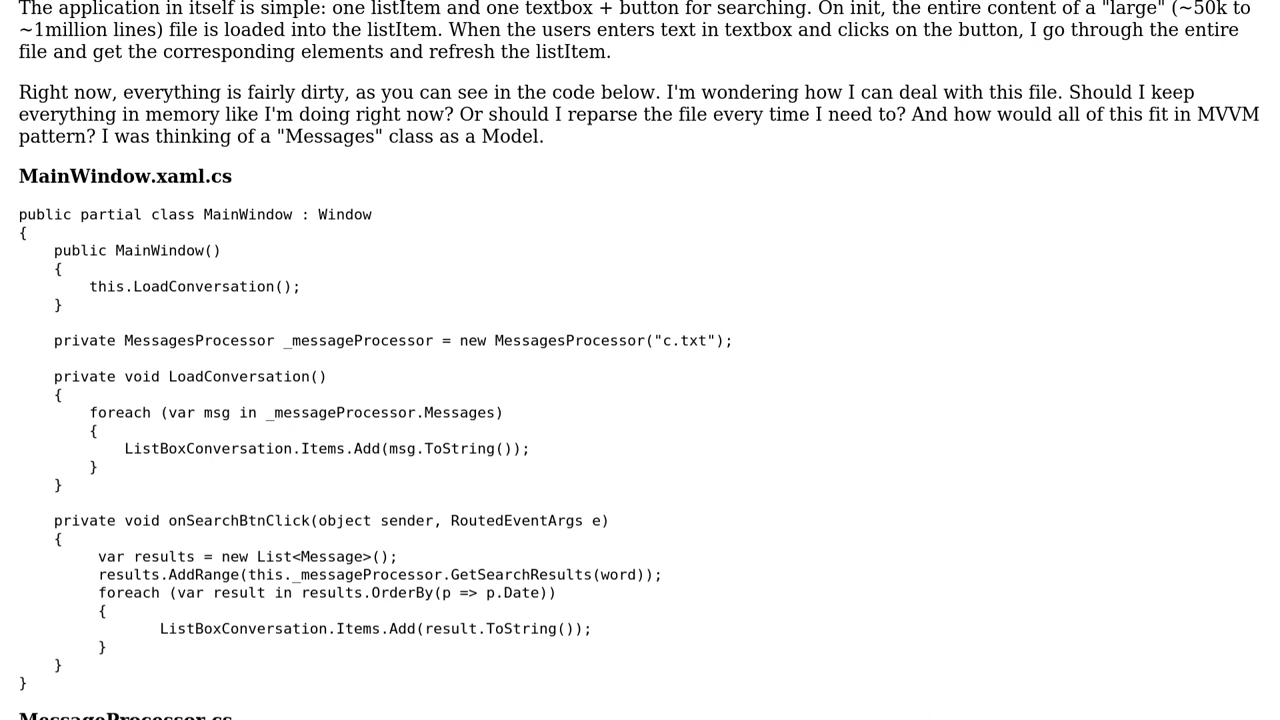 The application in itself is simple: one listItem and one textbox + button for searching. On init, the entire content of a "large" (~50k to
~1million lines) file is loaded into the listItem. When the users enters text in textbox and clicks on the button, I go through the entire
file and get the corresponding elements and refresh the listItem.
Right now, everything is fairly dirty, as you can see in the code below. I'm wondering how I can deal with this file. Should I keep
everything in memory like I'm doing right now? Or should I reparse the file every time I need to? And how would all of this fit in MVVM
pattern? I was thinking of a "Messages" class as a Model.
MainWindow.xaml.cs
public partial class MainWindow : Window
{
    public MainWindow()
    {
        this.LoadConversation();
    }
    private MessagesProcessor _messageProcessor = new MessagesProcessor("c.txt");
    private void LoadConversation()
    {
        foreach (var msg in _messageProcessor.Messages)
        {
            ListBoxConversation.Items.Add(msg.ToString());
        }
    }
    private void onSearchBtnClick(object sender, RoutedEventArgs e)
    {
         var results = new List<Message>();
         results.AddRange(this._messageProcessor.GetSearchResults(word));
         foreach (var result in results.OrderBy(p => p.Date))
         {
                ListBoxConversation.Items.Add(result.ToString());
         }
    }
}
MessageProcessor.cs